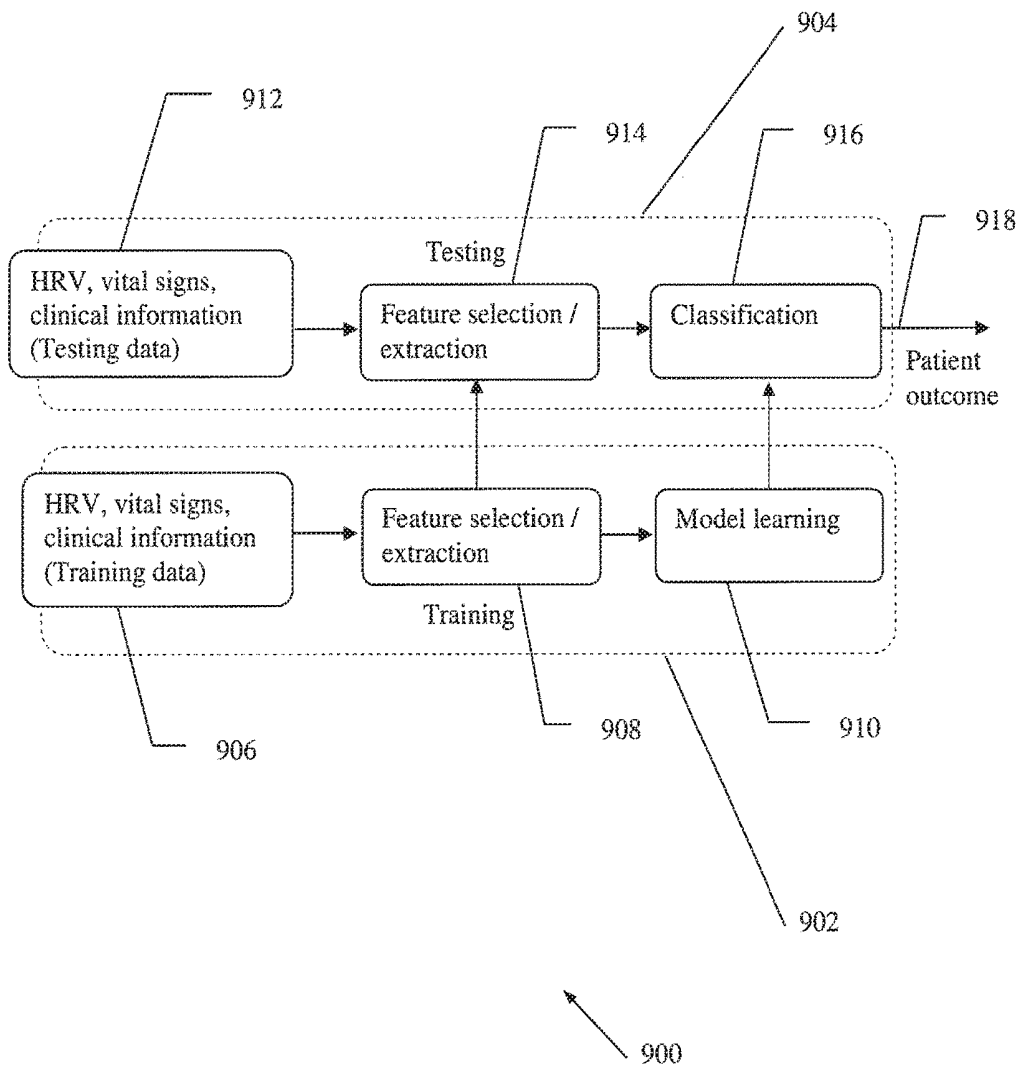 904
912
914
916
918
Testing
HRV, vital signs,
clinical information
(Testing data)
Feature selection /
extraction
Classification
Patient
outcome
HRV, vital signs,
clinical information
(Training data)
Feature selection /
extraction
Model learning
Training
906
908
910
902
900